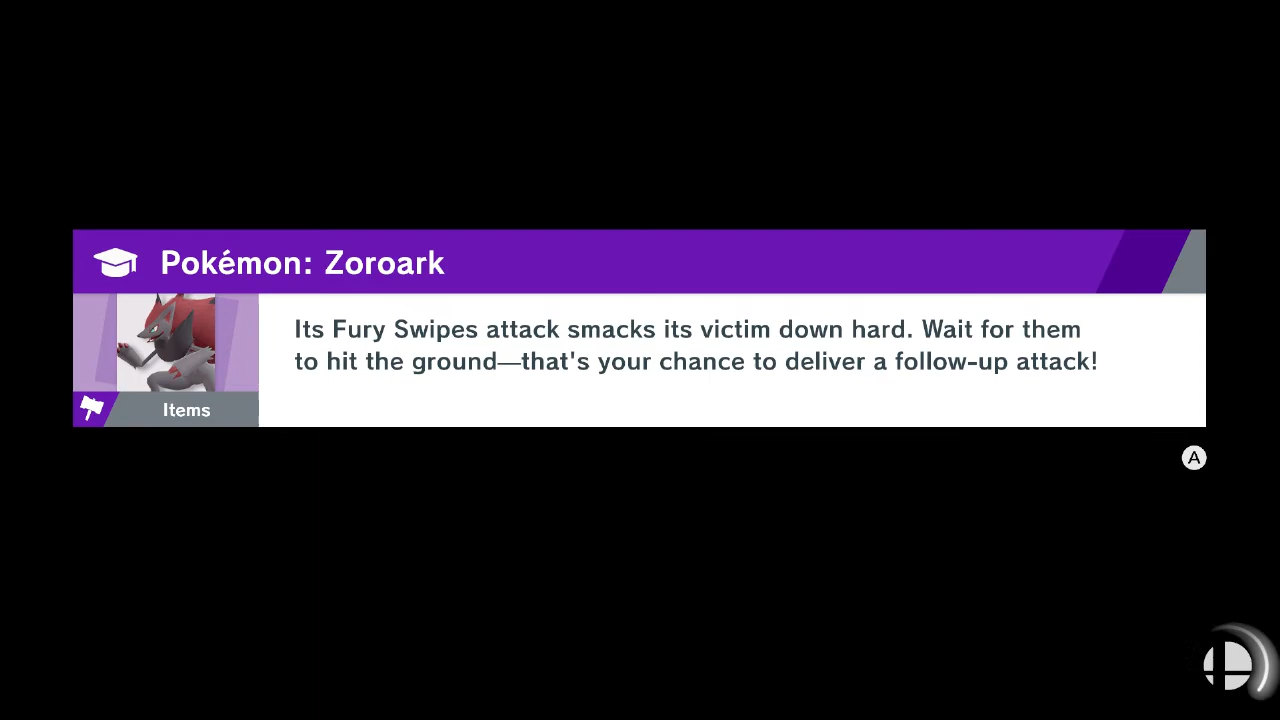 Pokémon: Zoroark
Its Fury Swipes attack smacks its victim down hard. Wait for them
to hit the ground—that's your chance to deliver a follow-up attack!
Items
A